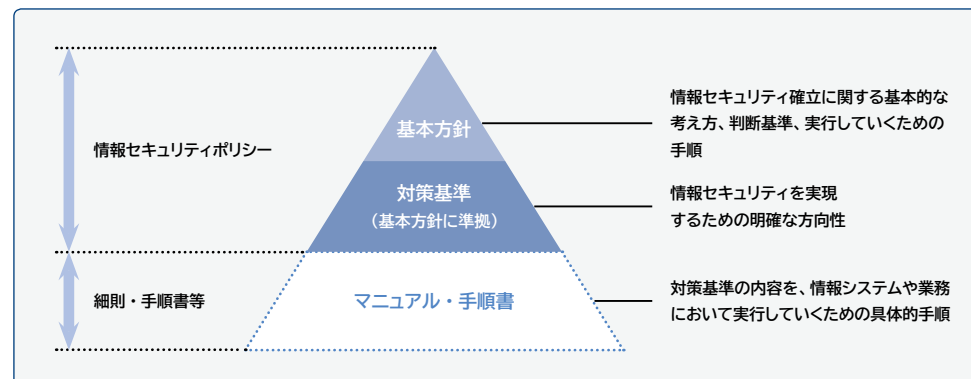 情報セキュリティポリシー
細則・手順書等
基本方針
対策基準
（基本方針に準拠）
マニュアル・手順書
情報セキュリティ確立に関する基本的な
考え方、判断基準、実行していくための
手順
情報セキュリティを実現
するための明確な方向性
対策基準の内容を、情報システムや業務
において実行していくための具体的手順